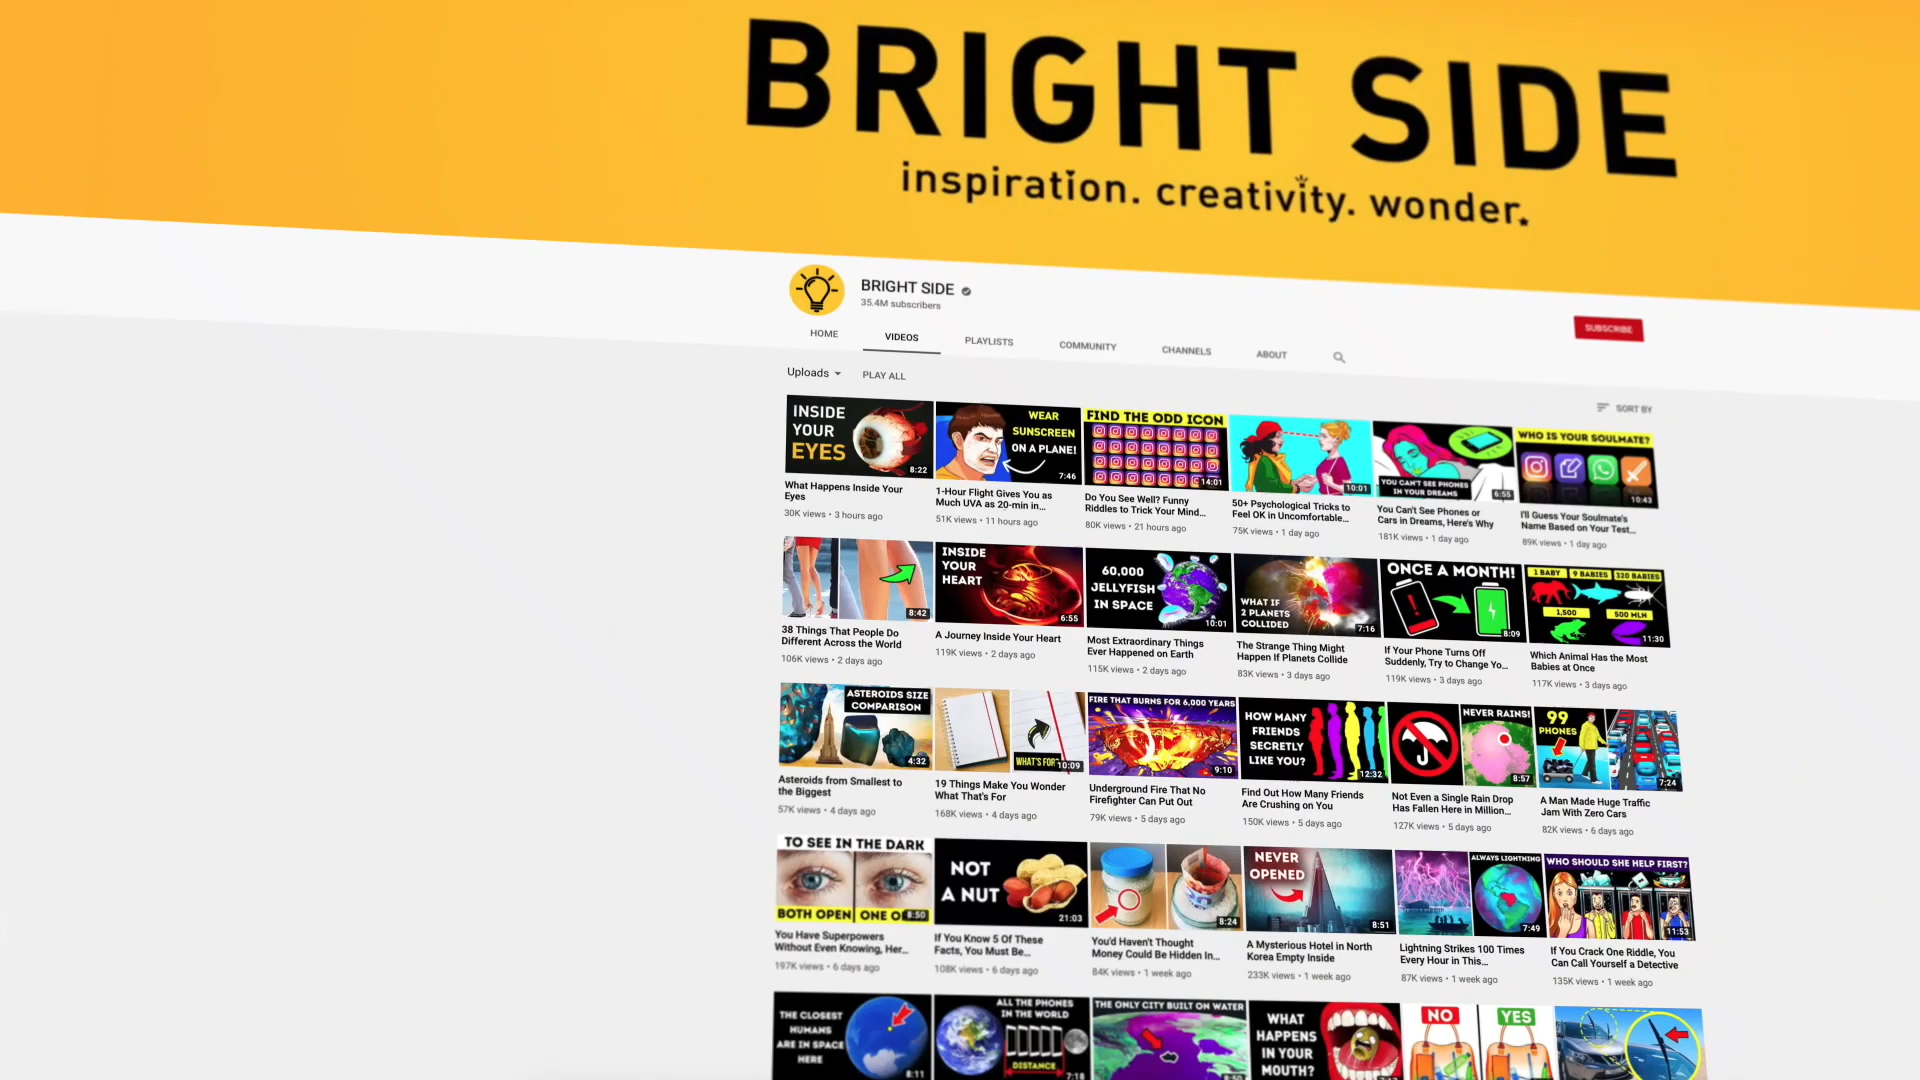 BRIGHT SIDE
inspiration. creativity. wonder.
BRIGHT SIDE
35.4M subscribers
SUBSCRIBE
HOME
VIDEOS
PLAYLISTS
COMMUNITY
CHANNELS
ABOUT
Uploads
PLAY ALL
SORT BY
INSIDE
YOUR
EYES
8:22
WEAR
SUNSCREEN
ON A PLANE!
7:46
FIND THE ODD ICON
14:01
10:01
YOU CAN'T SEE PHONES
IN YOUR DREAMS
6:55
WHO IS YOUR SOULMATE?
10:43
What Happens Inside Your
Eyes
30K views • 3 hours ago
1-Hour Flight Gives You as
Much UVA as 20-min in...
51K views • 11 hours ago
Do You See Well? Funny
Riddles to Trick Your Mind...
80K views • 21 hours ago
50+ Psychological Tricks to
Feel OK in Uncomfortable...
75K views • 1 day ago
You Can't See Phones or
Cars in Dreams, Here's Why
181K views • 1 day ago
I'll Guess Your Soulmate's
Name Based on Your Test...
89K views • 1 day ago
8:42
INSIDE
YOUR
HEART
6:55
60,000
JELLYFISH
IN SPACE
10:01
WHAT IF
2 PLANETS
COLLIDED
7:16
ONCE A MONTH!
8:09
1 BABY
9 BABIES
320 BABIES
1,500
500 MLN
11:30
38 Things That People Do
Different Across the World
106K views • 2 days ago
A Journey Inside Your Heart
119K views • 2 days ago
Most Extraordinary Things
Ever Happened on Earth
115K views • 2 days ago
The Strange Thing Might
Happen If Planets Collide
83K views • 3 days ago
If Your Phone Turns Off
Suddenly, Try to Change Yo...
119K views • 3 days ago
Which Animal Has the Most
Babies at Once
117K views • 3 days ago
ASTEROIDS SIZE
COMPARISON
4:32
WHAT'S FOR
10:09
FIRE THAT BURNS FOR 6,000 YEARS
9:10
HOW MANY
FRIENDS
SECRETLY
LIKE YOU?
12:32
NEVER RAINS!
8:57
99
PHONES
7:24
Asteroids from Smallest to
the Biggest
57K views • 4 days ago
19 Things Make You Wonder
What That's For
168K views • 4 days ago
Underground Fire That No
Firefighter Can Put Out
79K views • 5 days ago
Find Out How Many Friends
Are Crushing on You
150K views • 5 days ago
Not Even a Single Rain Drop
Has Fallen Here in Million...
127K views • 5 days ago
A Man Made Huge Traffic
Jam With Zero Cars
82K views • 6 days ago
TO SEE IN THE DARK
BOTH OPEN
ONE O
8:50
NOT
A NUT
21:03
8:24
NEVER
OPENED
8:51
ALWAYS LIGHTNING
7:49
WHO SHOULD SHE HELP FIRST?
11:53
You Have Superpowers
Without Even Knowing, Her...
197K views • 6 days ago
If You Know 5 Of These
Facts, You Must Be...
108K views • 6 days ago
You'd Haven't Thought
Money Could Be Hidden In...
84K views • 1 week ago
A Mysterious Hotel in North
Korea Empty Inside
233K views • 1 week ago
Lightning Strikes 100 Times
Every Hour in This...
87K views • 1 week ago
If You Crack One Riddle, You
Can Call Yourself a Detective
135K views • 1 week ago
THE CLOSEST
HUMANS
ARE IN SPACE
HERE
8:11
ALL THE PHONES
IN THE WORLD
DISTANCE
7:18
THE ONLY CITY BUILT ON WATER
8:50
WHAT
HAPPENS
IN YOUR
MOUTH?
NO
YES